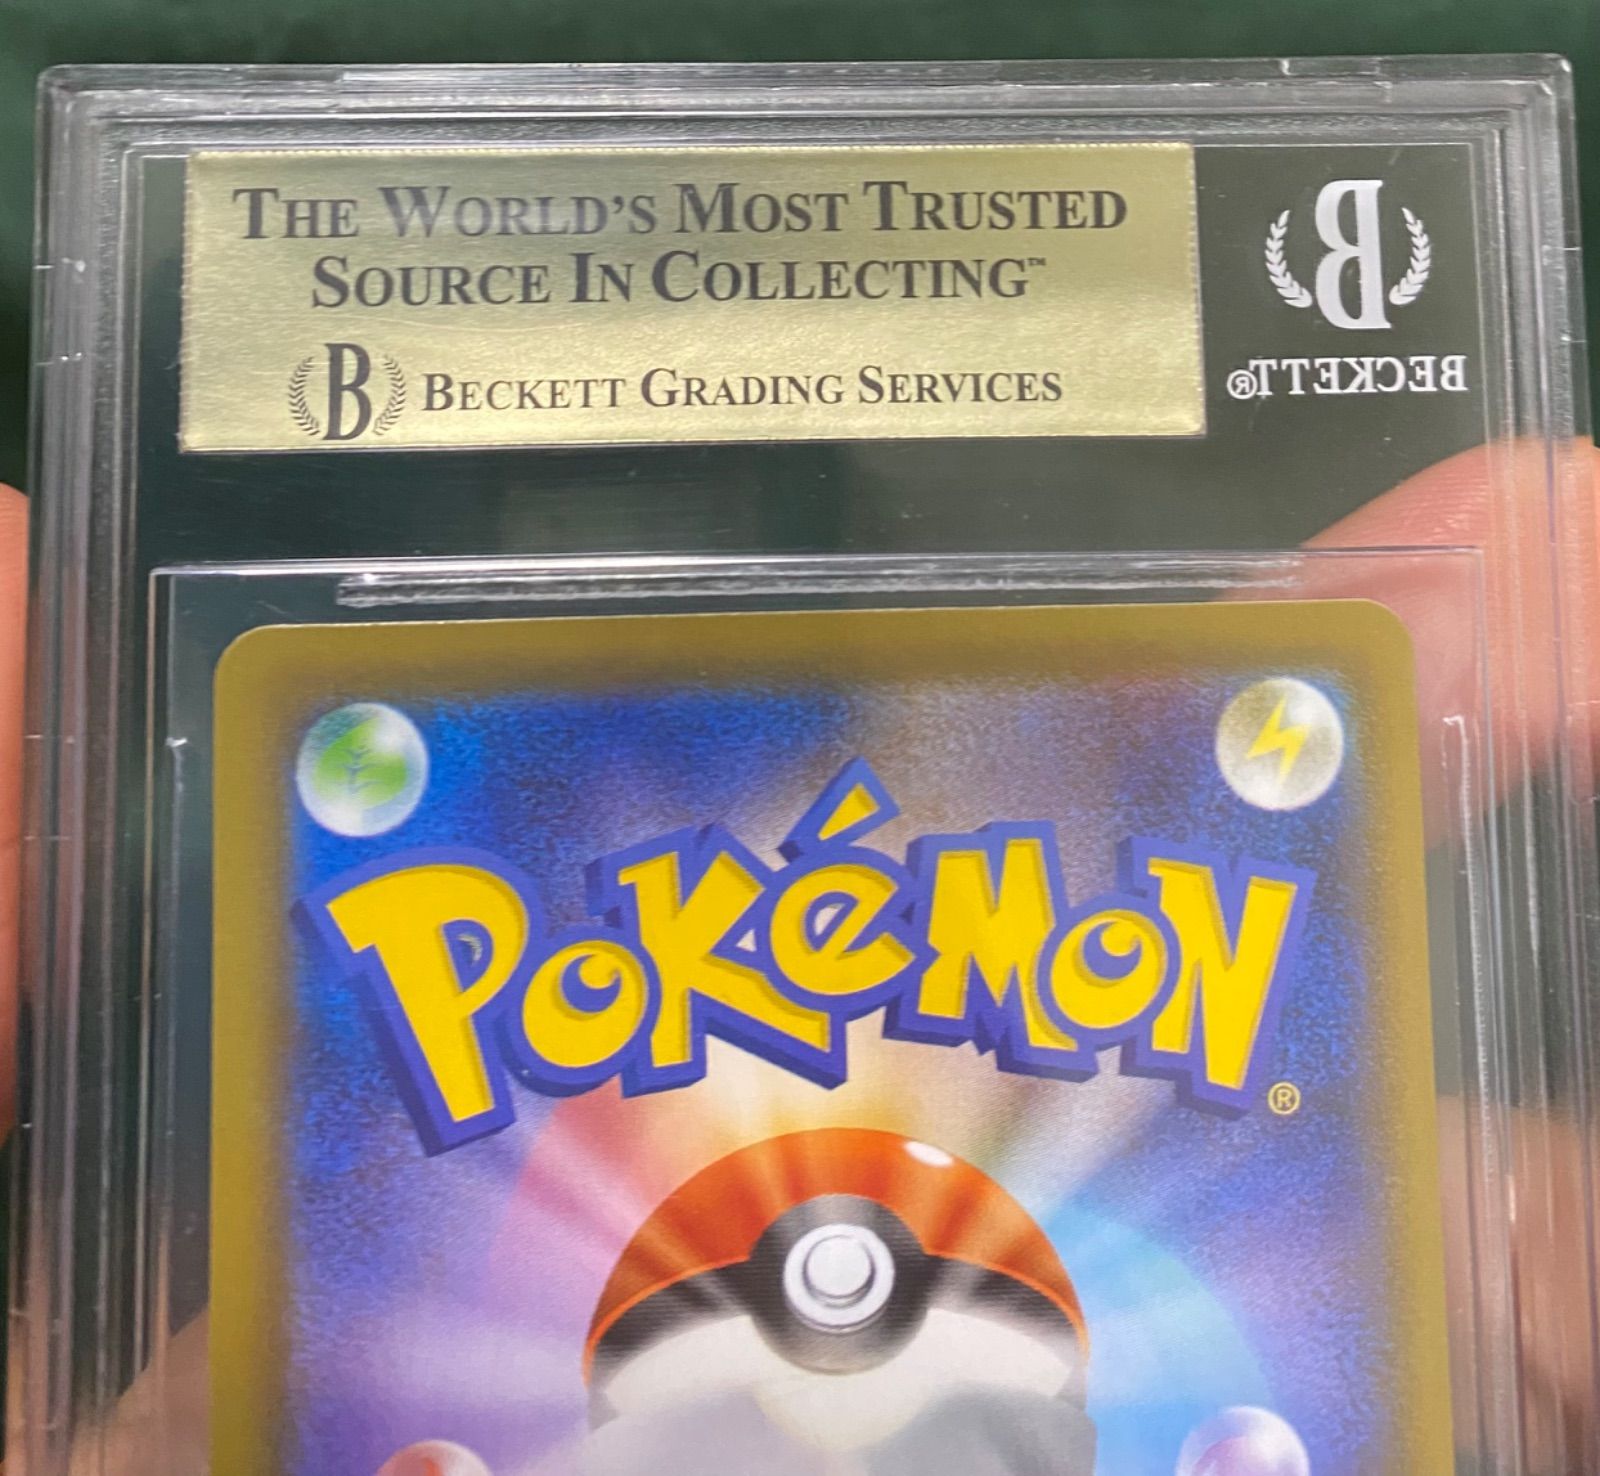 THE WORLD'S MOST TRUSTED
SOURCE IN COLLECTING™
B BECKETT GRADING SERVICES
B
BECKETT®
POKéMON®